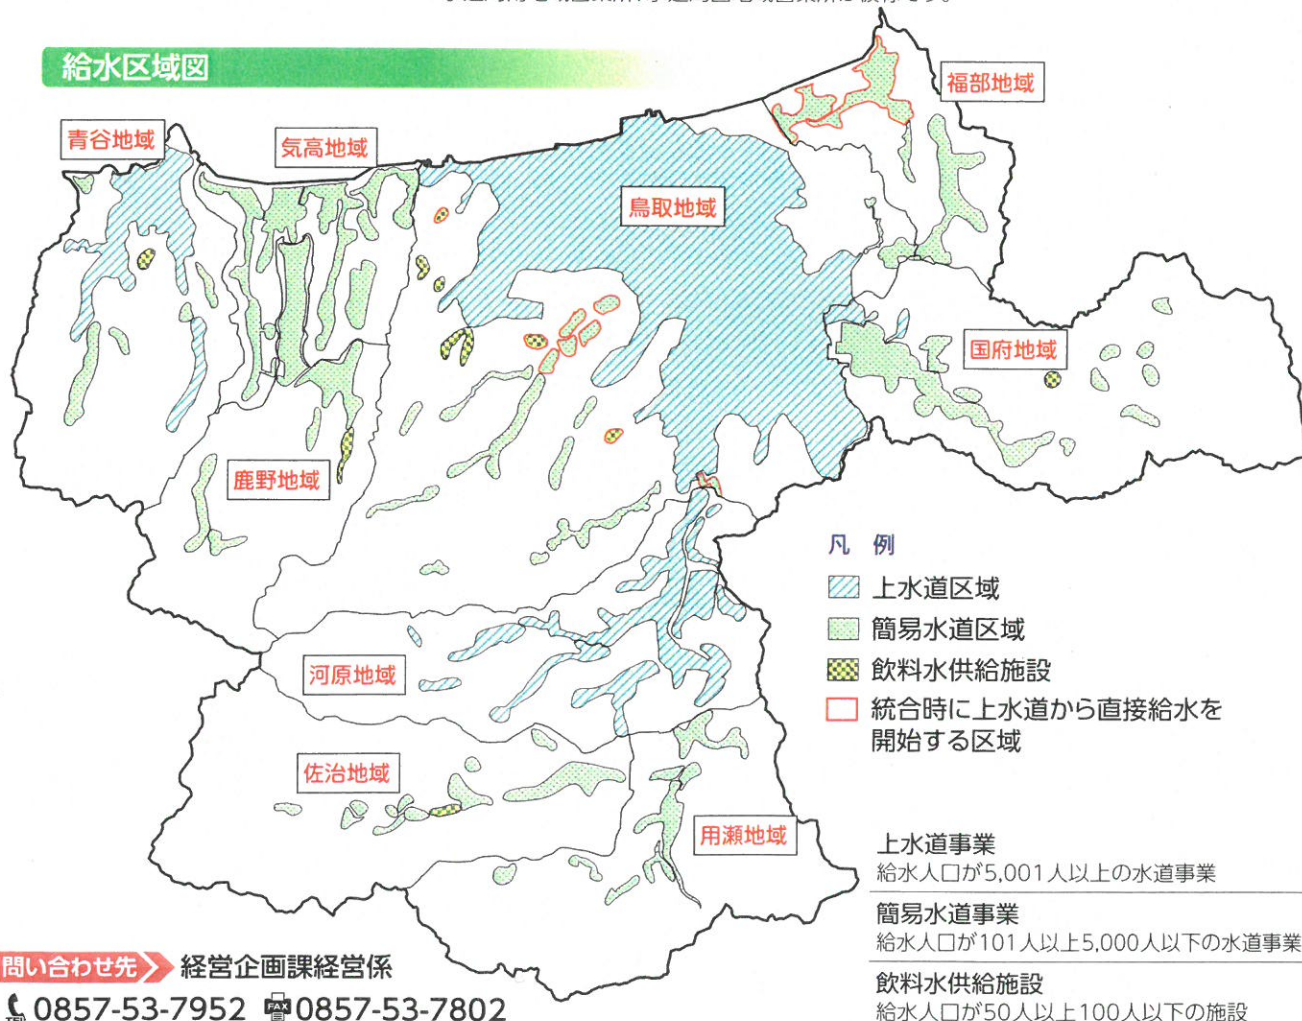 給水区域図
福部地域
青谷地域
気高地域
鳥取地域
国府地域
鹿野地域
河原地域
佐治地域
用瀬地域
凡 例
上水道区域
簡易水道区域
飲料水供給施設
統合時に上水道から直接給水を
開始する区域
上水道事業
給水人口が5,001人以上の水道事業
簡易水道事業
給水人口が101人以上5,000人以下の水道事業
飲料水供給施設
給水人口が50人以上100人以下の施設
問い合わせ先 経営企画課経営係
0857-53-7952 FAX 0857-53-7802